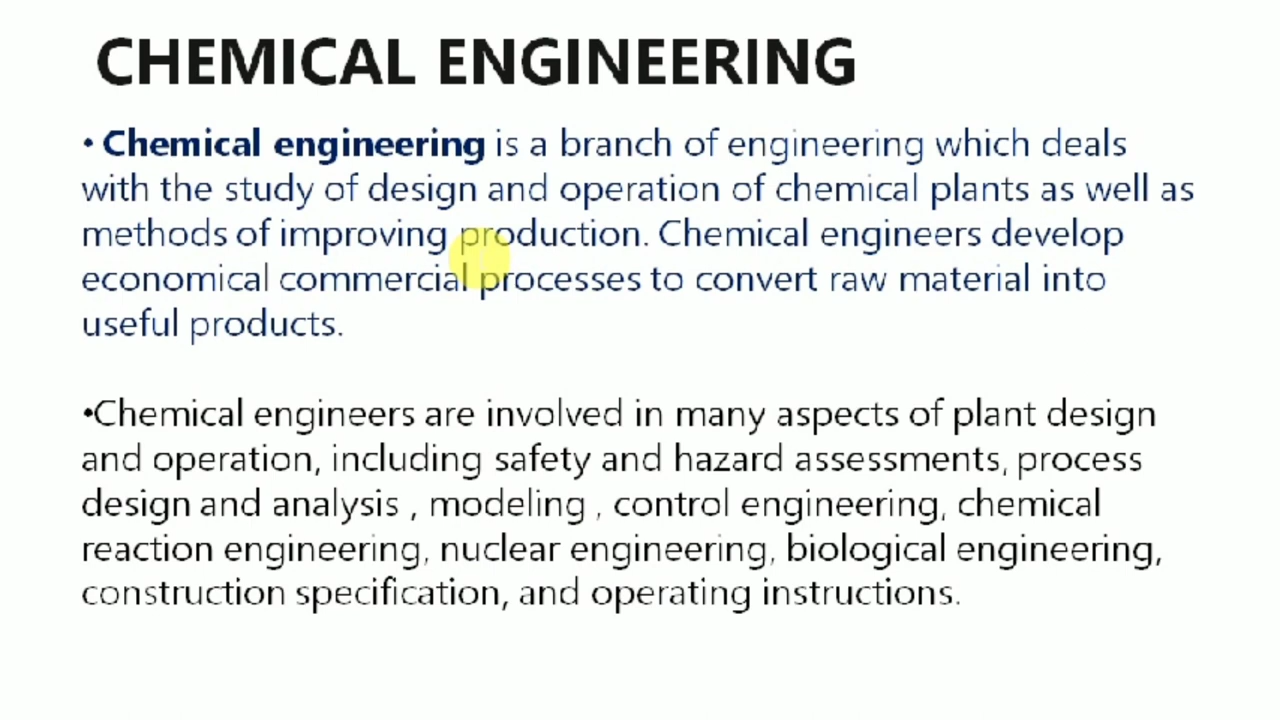 CHEMICAL ENGINEERING
• Chemical engineering is a branch of engineering which deals
with the study of design and operation of chemical plants as well as
methods of improving production. Chemical engineers develop
economical commercial processes to convert raw material into
useful products.
•Chemical engineers are involved in many aspects of plant design
and operation, including safety and hazard assessments, process
design and analysis , modeling , control engineering, chemical
reaction engineering, nuclear engineering, biological engineering,
construction specification, and operating instructions.